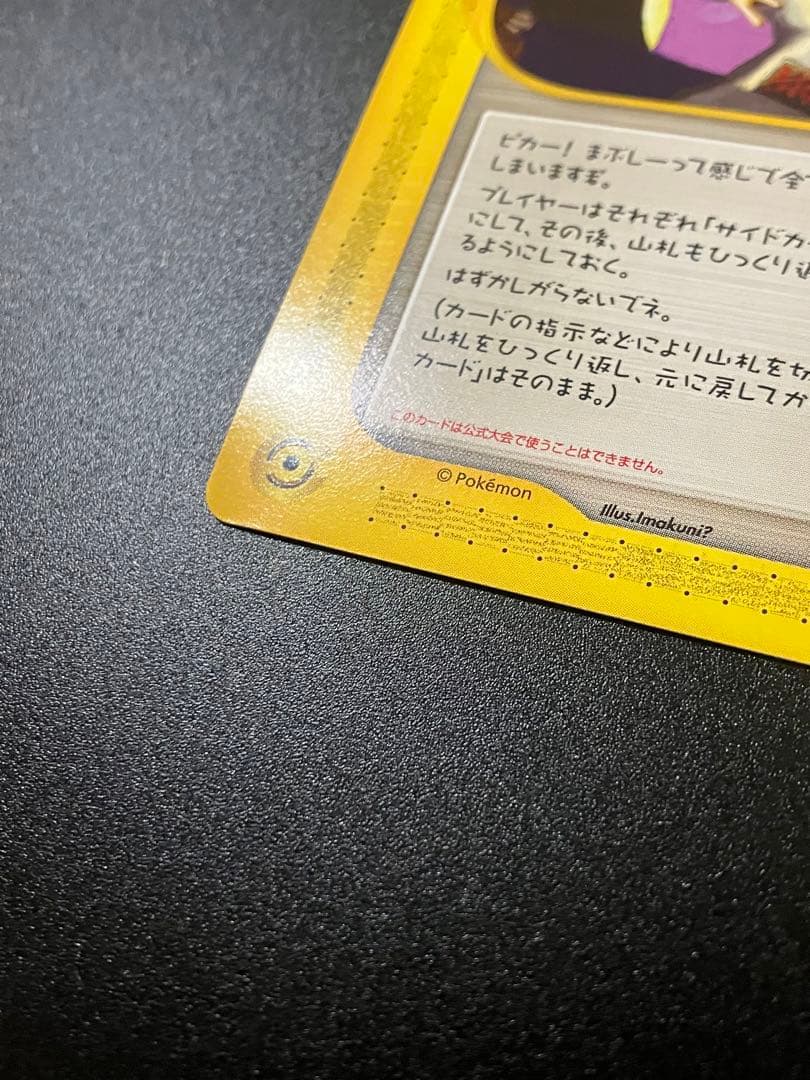 ピカー! まぶしーって感じで全て
しまいますぞ。
プレイヤーはそれぞれ「サイドカー
にして、その後、山札もひっくり返
るようにしておく。
はずかしがらないでネ。
(カードの指示などにより山札を切
山札をひっくり返し、元に戻してか
カード」はそのまま。)
このカードは公式大会で使うことはできません。
© Pokémon
Illus.Imakuni?